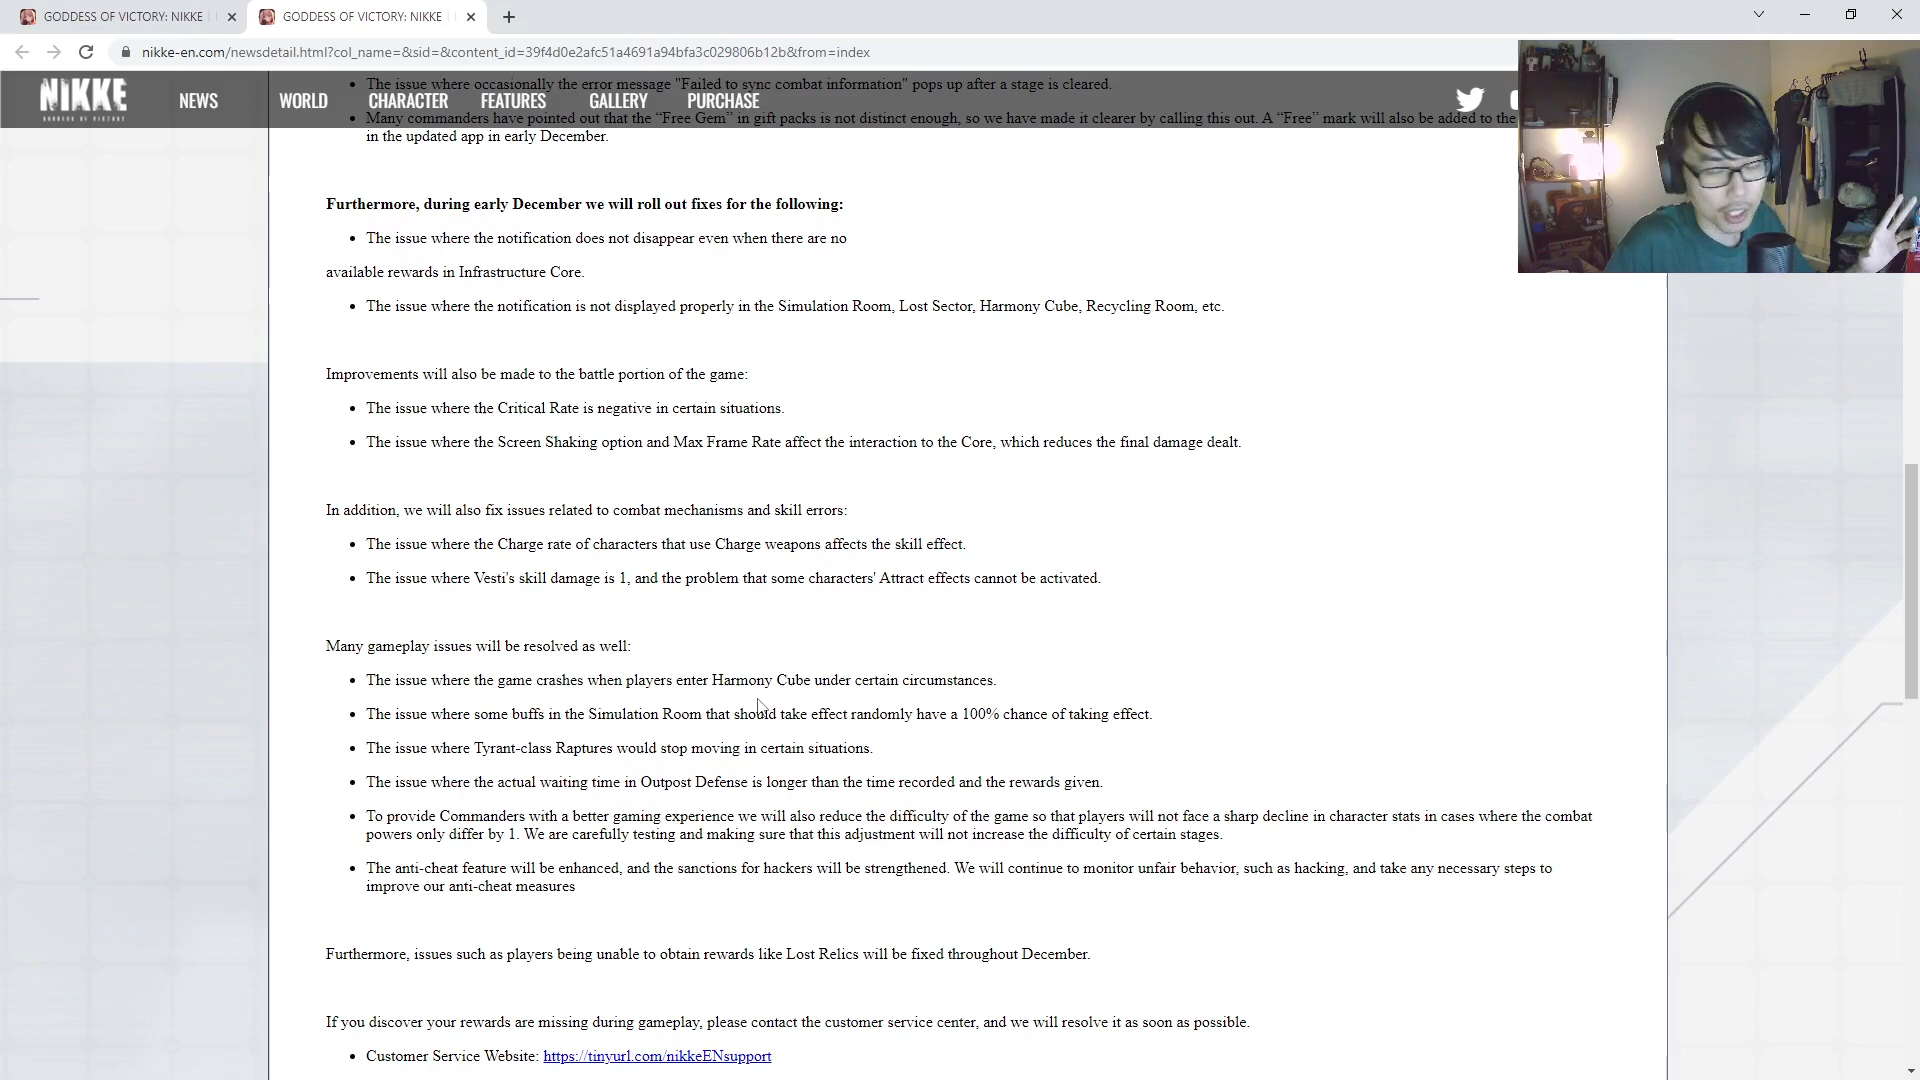 GODDESS OF VICTORY: NIKKE
GODDESS OF VICTORY: NIKKE
nikke-en.com/newsdetail.html?col_name=&sid=&content_id=39f4d0e2afc51a4691a94bfa3c029806b12b&from=index
• The issue where occasionally the error message "Failed to sync combat information" pops up after a stage is cleared.
NIKKE
NEWS
WORLD
CHARACTER
FEATURES
GALLERY
PURCHASE
GODDESS OF VICTORY
• Many commanders have pointed out that the “Free Gem” in gift packs is not distinct enough, so we have made it clearer by calling this out. A “Free” mark will also be added to the
in the updated app in early December.
Furthermore, during early December we will roll out fixes for the following:
• The issue where the notification does not disappear even when there are no
available rewards in Infrastructure Core.
• The issue where the notification is not displayed properly in the Simulation Room, Lost Sector, Harmony Cube, Recycling Room, etc.
Improvements will also be made to the battle portion of the game:
• The issue where the Critical Rate is negative in certain situations.
• The issue where the Screen Shaking option and Max Frame Rate affect the interaction to the Core, which reduces the final damage dealt.
In addition, we will also fix issues related to combat mechanisms and skill errors:
• The issue where the Charge rate of characters that use Charge weapons affects the skill effect.
• The issue where Vesti's skill damage is 1, and the problem that some characters' Attract effects cannot be activated.
Many gameplay issues will be resolved as well:
• The issue where the game crashes when players enter Harmony Cube under certain circumstances.
• The issue where some buffs in the Simulation Room that should take effect randomly have a 100% chance of taking effect.
• The issue where Tyrant-class Raptures would stop moving in certain situations.
• The issue where the actual waiting time in Outpost Defense is longer than the time recorded and the rewards given.
• To provide Commanders with a better gaming experience we will also reduce the difficulty of the game so that players will not face a sharp decline in character stats in cases where the combat
powers only differ by 1. We are carefully testing and making sure that this adjustment will not increase the difficulty of certain stages.
• The anti-cheat feature will be enhanced, and the sanctions for hackers will be strengthened. We will continue to monitor unfair behavior, such as hacking, and take any necessary steps to
improve our anti-cheat measures
Furthermore, issues such as players being unable to obtain rewards like Lost Relics will be fixed throughout December.
If you discover your rewards are missing during gameplay, please contact the customer service center, and we will resolve it as soon as possible.
• Customer Service Website: https://tinyurl.com/nikkeENsupport